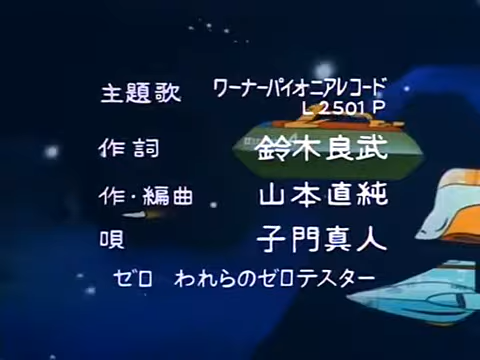 主題歌 ワーナーパイオニアレコード
L 2501 P
作詞 鈴木良武
作・編曲 山本直純
唄 子門真人
ゼロ われらのゼロテスター